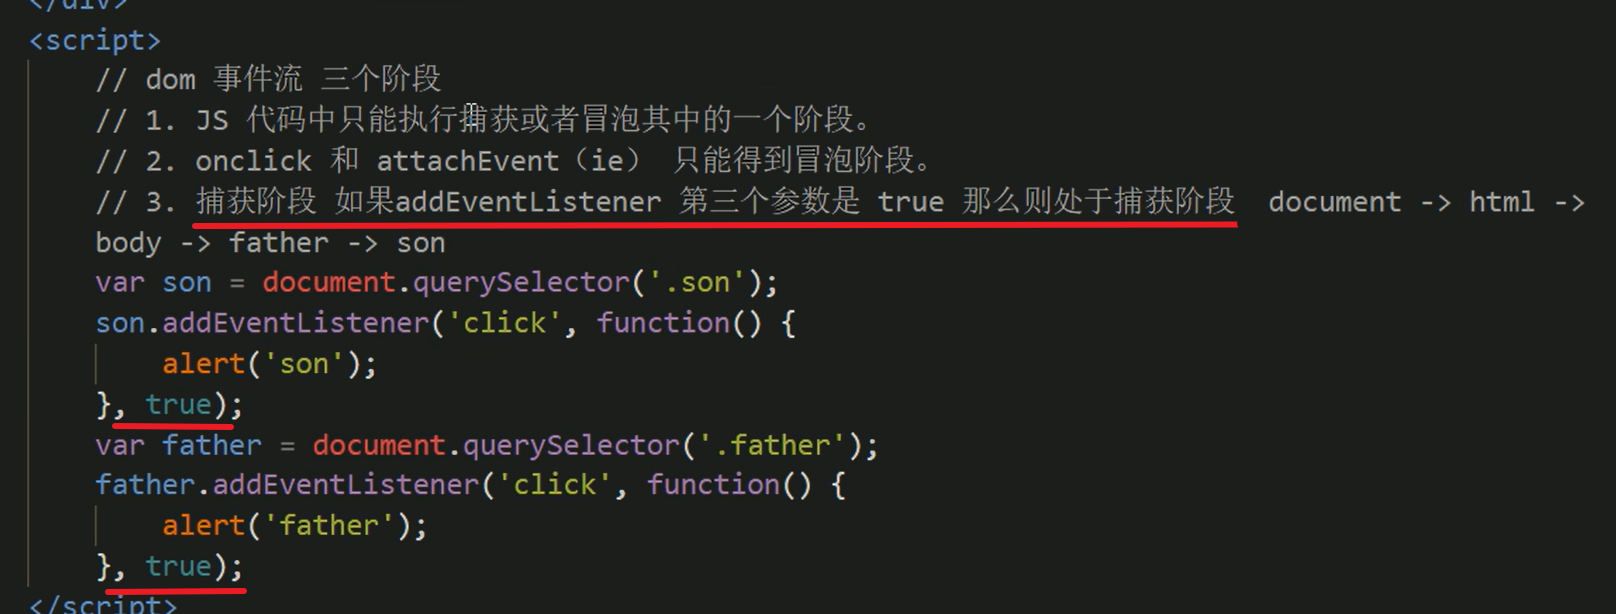 </div>
<script>
// dom 事件流 三个阶段
// 1. JS 代码中只能执行捕获或者冒泡其中的一个阶段。
// 2. onclick 和 attachEvent（ie） 只能得到冒泡阶段。
// 3. 捕获阶段 如果addEventListener 第三个参数是 true 那么则处于捕获阶段  document -> html ->
body -> father -> son
var son = document.querySelector('.son');
son.addEventListener('click', function() {
    alert('son');
}, true);
var father = document.querySelector('.father');
father.addEventListener('click', function() {
    alert('father');
}, true);
</script>